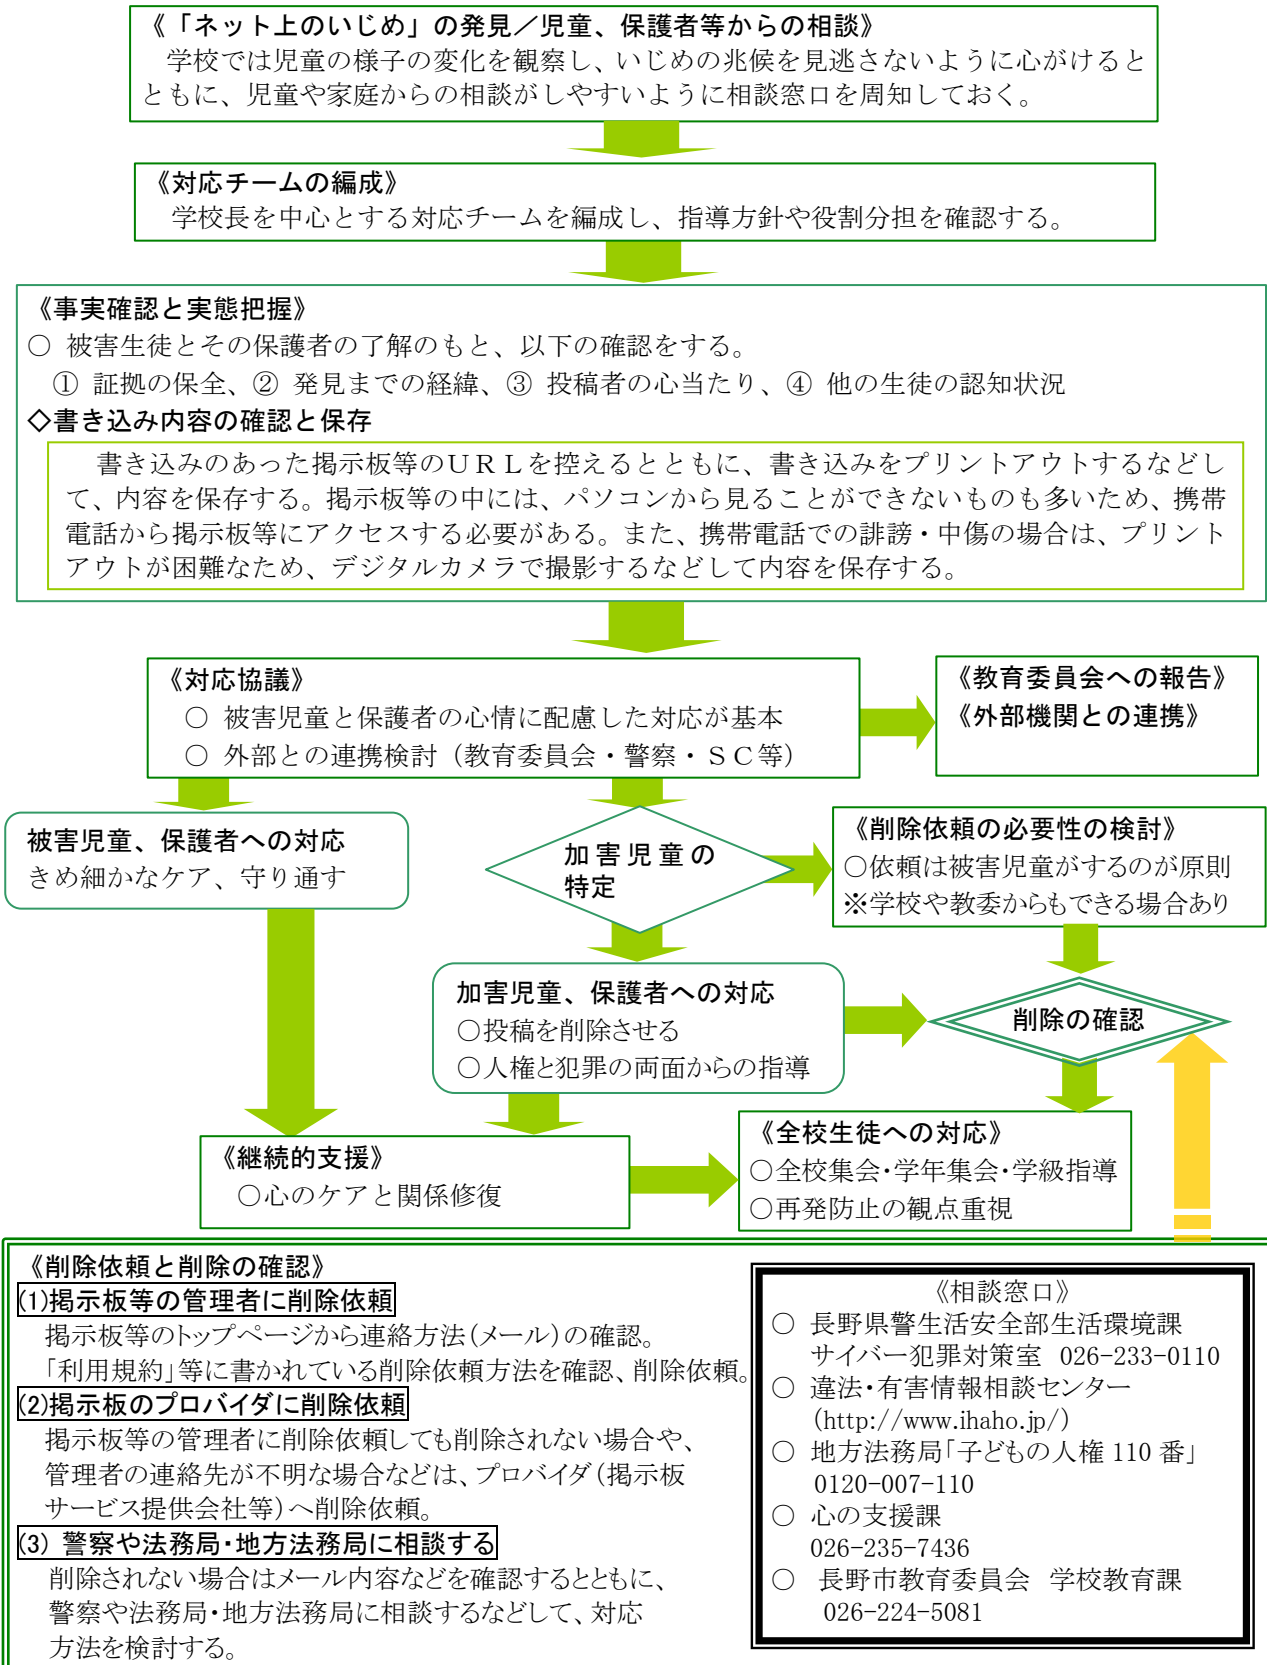 《「ネット上のいじめ」の発見／児童、保護者等からの相談》
学校では児童の様子の変化を観察し、いじめの兆候を見逃さないように心がけると
ともに、児童や家庭からの相談がしやすいように相談窓口を周知しておく。
《対応チームの編成》
学校長を中心とする対応チームを編成し、指導方針や役割分担を確認する。
《事実確認と実態把握》
○ 被害生徒とその保護者の了解のもと、以下の確認をする。
① 証拠の保全、② 発見までの経緯、③ 投稿者の心当たり、④ 他の生徒の認知状況
◇書き込み内容の確認と保存
書き込みのあった掲示板等のＵＲＬを控えるとともに、書き込みをプリントアウトするなどし
て、内容を保存する。掲示板等の中には、パソコンから見ることができないものも多いため、携帯
電話から掲示板等にアクセスする必要がある。また、携帯電話での誹謗・中傷の場合は、プリント
アウトが困難なため、デジタルカメラで撮影するなどして内容を保存する。
《対応協議》
○ 被害児童と保護者の心情に配慮した対応が基本
○ 外部との連携検討（教育委員会・警察・ＳＣ等）
《教育委員会への報告》
《外部機関との連携》
被害児童、保護者への対応
きめ細かなケア、守り通す
加害児童の
特定
《削除依頼の必要性の検討》
○依頼は被害児童がするのが原則
※学校や教委からもできる場合あり
加害児童、保護者への対応
○投稿を削除させる
○人権と犯罪の両面からの指導
削除の確認
《継続的支援》
○心のケアと関係修復
《全校生徒への対応》
○全校集会・学年集会・学級指導
○再発防止の観点重視
《削除依頼と削除の確認》
(1)掲示板等の管理者に削除依頼
掲示板等のトップページから連絡方法（メール）の確認。
「利用規約」等に書かれている削除依頼方法を確認、削除依頼。
(2)掲示板のプロバイダに削除依頼
掲示板等の管理者に削除依頼しても削除されない場合や、
管理者の連絡先が不明な場合などは、プロバイダ（掲示板
サービス提供会社等）へ削除依頼。
(3) 警察や法務局・地方法務局に相談する
削除されない場合はメール内容などを確認するとともに、
警察や法務局・地方法務局に相談するなどして、対応
方法を検討する。
《相談窓口》
○ 長野県警生活安全部生活環境課
サイバー犯罪対策室 026-233-0110
○ 違法・有害情報相談センター
(http://www.ihaho.jp/)
○ 地方法務局「子どもの人権 110 番」
0120-007-110
○ 心の支援課
026-235-7436
○ 長野市教育委員会 学校教育課
026-224-5081